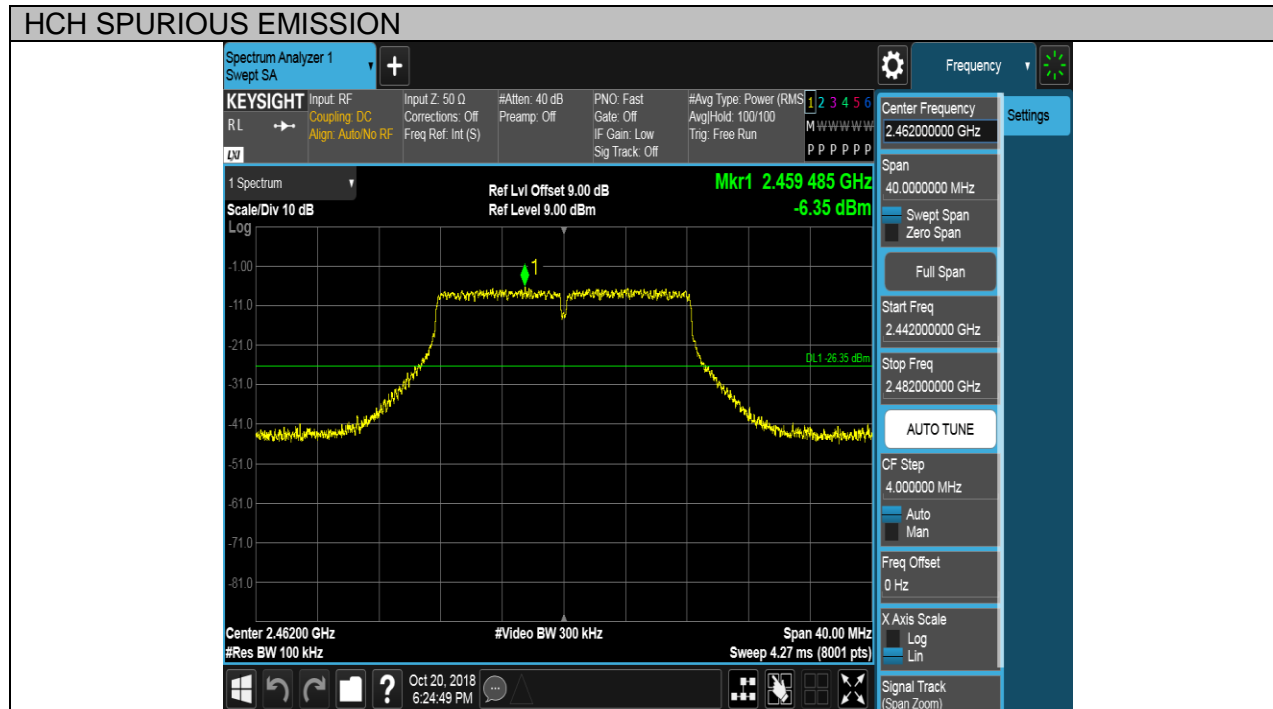 HCH SPURIOUS EMISSION
Spectrum Analyzer 1
Swept SA
+
Frequency
KEYSIGHT
RL
LXI
Input: RF
Coupling: DC
Align: Auto/No RF
Input Z: 50 Ω
Corrections: Off
Freq Ref: Int (S)
#Atten: 40 dB
Preamp: Off
PNO: Fast
Gate: Off
IF Gain: Low
Sig Track: Off
#Avg Type: Power (RMS
Avg|Hold: 100/100
Trig: Free Run
1 2 3 4 5 6
M W W W W W
P P P P P P
1 Spectrum
Scale/Div 10 dB
Log
Ref Lvl Offset 9.00 dB
Ref Level 9.00 dBm
Mkr1 2.459 485 GHz
-6.35 dBm
1
-1.00
-11.0
-21.0
DL1 -26.35 dBm
-31.0
-41.0
-51.0
-61.0
-71.0
-81.0
Center 2.46200 GHz
#Res BW 100 kHz
#Video BW 300 kHz
Span 40.00 MHz
Sweep 4.27 ms (8001 pts)
?
Oct 20, 2018
6:24:49 PM
Center Frequency
2.462000000 GHz
Settings
Span
40.0000000 MHz
Swept Span
Zero Span
Full Span
Start Freq
2.442000000 GHz
Stop Freq
2.482000000 GHz
AUTO TUNE
CF Step
4.000000 MHz
Auto
Man
Freq Offset
0 Hz
X Axis Scale
Log
Lin
Signal Track
(Span Zoom)